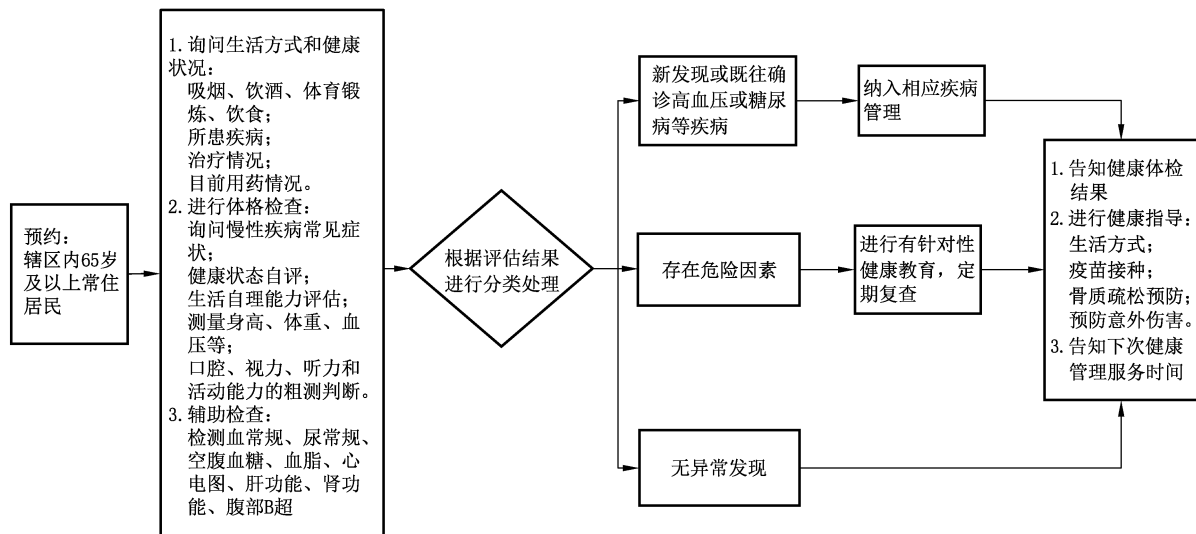 预约：
辖区内65岁
及以上常住
居民
1.询问生活方式和健康
状况：
吸烟、饮酒、体育锻
炼、饮食；
所患疾病；
治疗情况；
目前用药情况。
2.进行体格检查：
询问慢性疾病常见症
状；
健康状态自评；
生活自理能力评估；
测量身高、体重、血
压等；
口腔、视力、听力和
活动能力的粗测判断。
3.辅助检查：
检测血常规、尿常规、
空腹血糖、血脂、心
电图、肝功能、肾功
能、腹部B超
根据评估结果
进行分类处理
新发现或既往确
诊高血压或糖尿
病等疾病
纳入相应疾病
管理
存在危险因素
进行有针对性
健康教育，定
期复查
无异常发现
1.告知健康体检
结果
2.进行健康指导：
生活方式；
疫苗接种；
骨质疏松预防；
预防意外伤害。
3.告知下次健康
管理服务时间